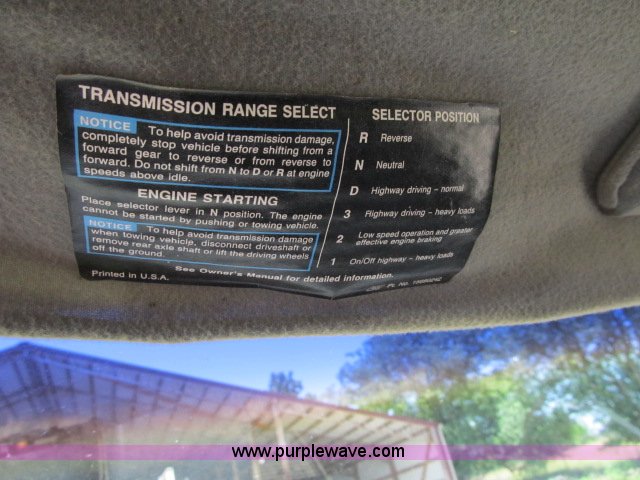 TRANSMISSION RANGE SELECT
NOTICE To help avoid transmission damage,
completely stop vehicle before shifting from a
forward gear to reverse or from reverse to
forward. Do not shift from N to D or R at engine
speeds above idle.
ENGINE STARTING
Place selector lever in N position. The engine
cannot be started by pushing or towing vehicle.
NOTICE To help avoid transmission damage
when towing vehicle, disconnect driveshaft or
remove rear axle shaft or lift the driving wheels
off the ground.
SELECTOR POSITION
R Reverse
N Neutral
D Highway driving - normal
3 Highway driving - heavy loads
2 Low speed operation and greater
effective engine braking
1 On/Off highway - heavy loads
See Owner's Manual for detailed information.
Printed in U.S.A.
Pt. No.
www.purplewave.com